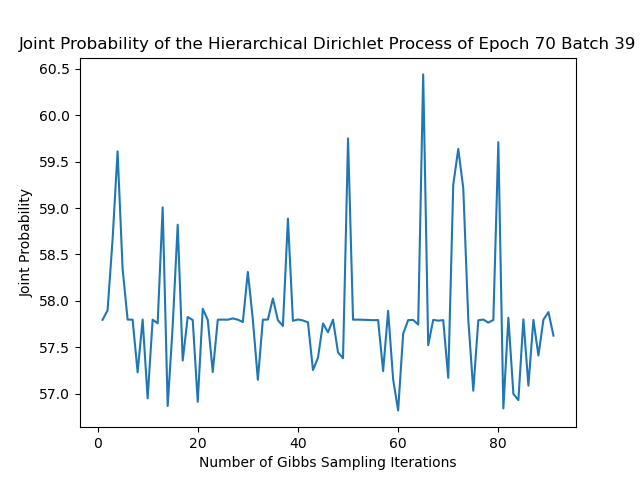 Joint Probability of the Hierarchical Dirichlet Process of Epoch 70 Batch 39
60.5
60.0
59.5
59.0
58.5
58.0
57.5
57.0
Joint Probability
0 20 40 60 80
Number of Gibbs Sampling Iterations